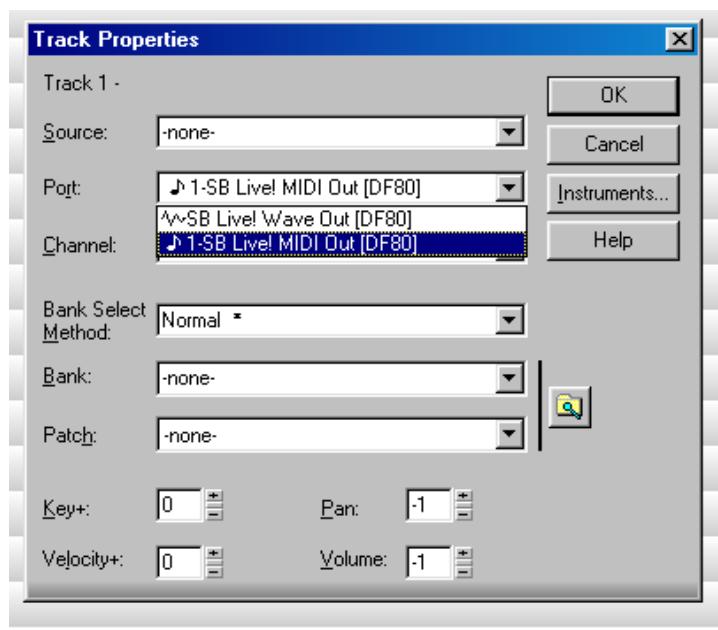 Track Properties
Track 1 -
OK
Source: -none-
Cancel
Port: 1-SB Live! MIDI Out [DF80]
Instruments...
SB Live! Wave Out [DF80]
Channel: 1-SB Live! MIDI Out [DF80]
Help
Bank Select
Method: Normal *
Bank: -none-
Patch: -none-
Key+: 0 Pan: -1
Velocity+: 0 Volume: -1